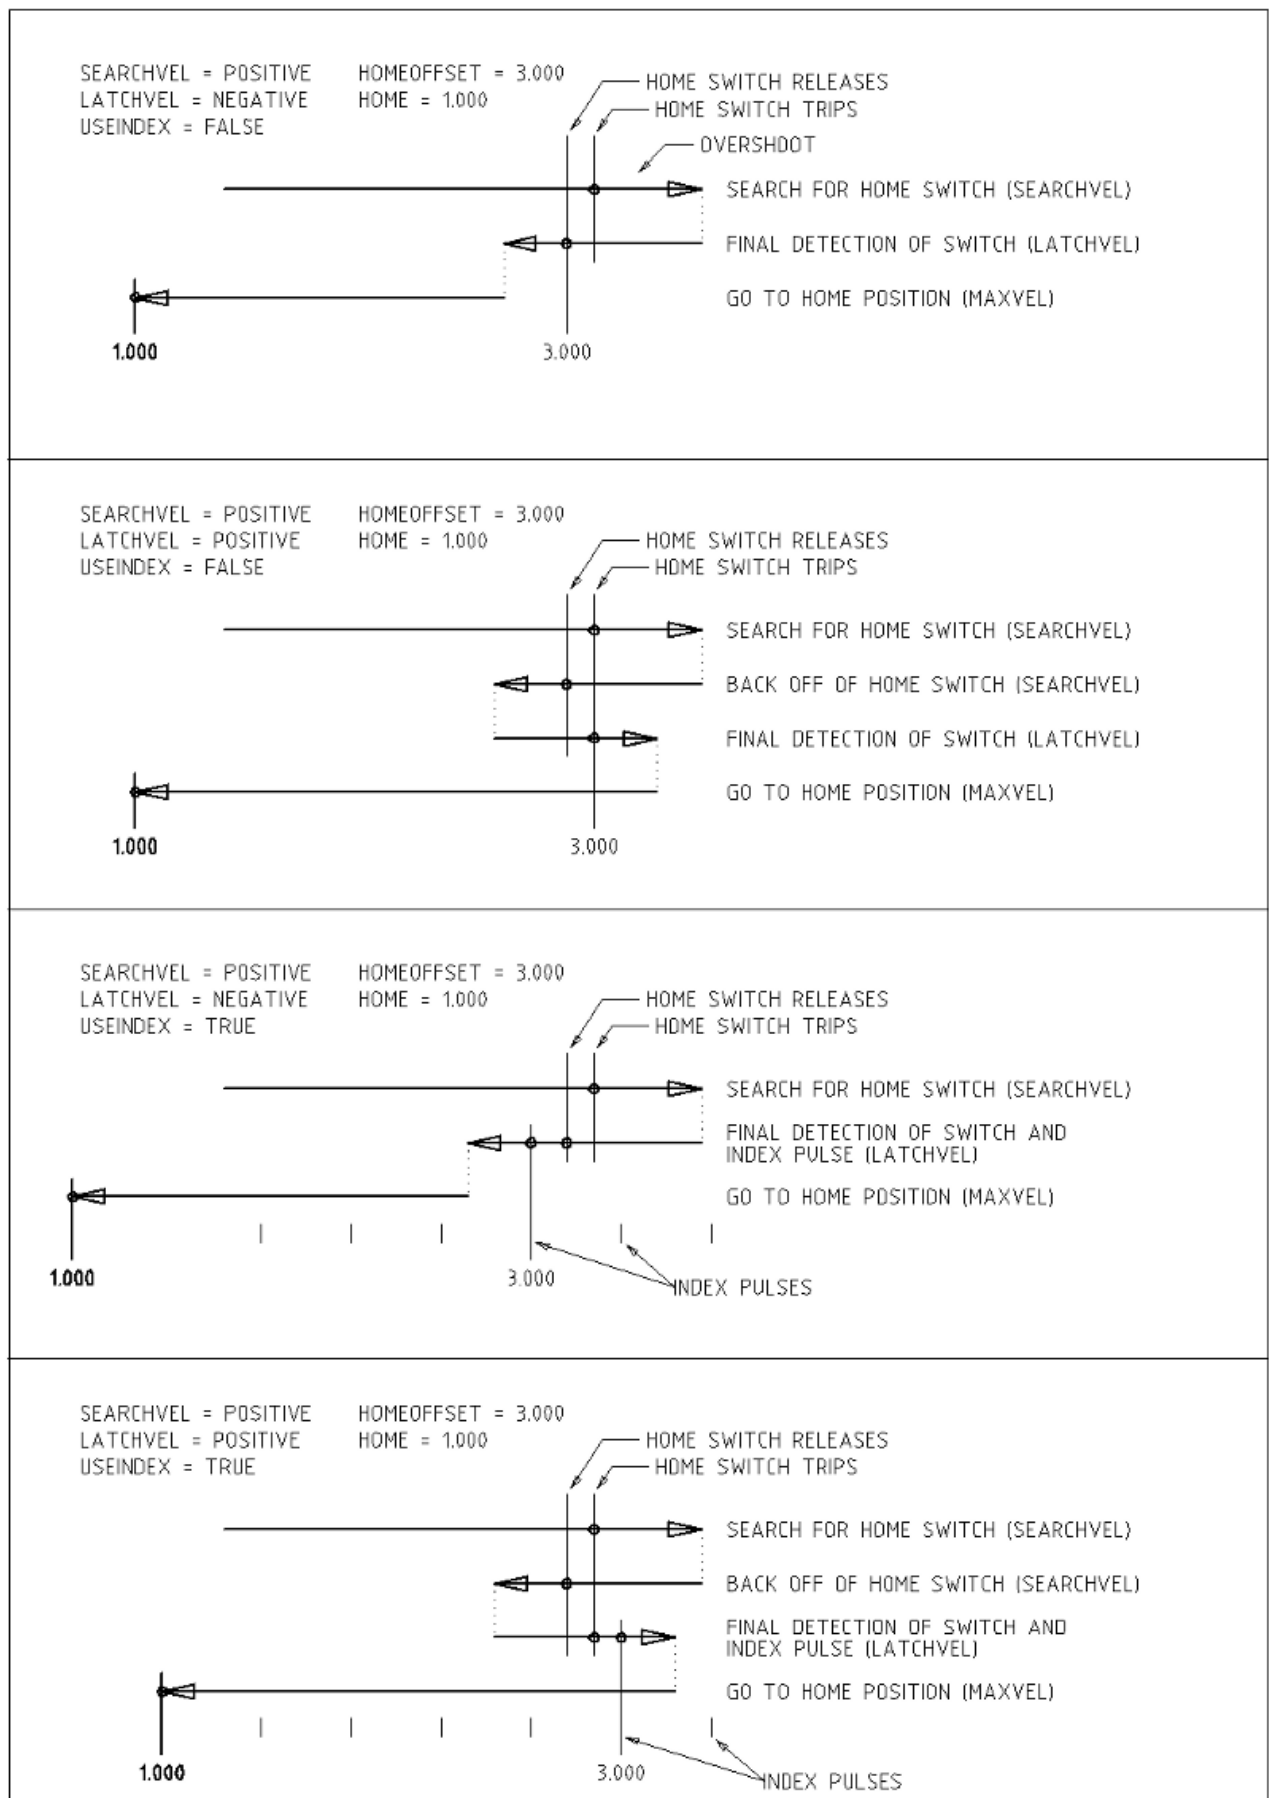 SEARCHVEL = POSITIVE HOMEOFFSET = 3.000
LATCHVEL = NEGATIVE HOME = 1.000
USEINDEX = FALSE
HOME SWITCH RELEASES
HOME SWITCH TRIPS
OVERSHOOT
SEARCH FOR HOME SWITCH (SEARCHVEL)
FINAL DETECTION OF SWITCH (LATCHVEL)
GO TO HOME POSITION (MAXVEL)
1.000 3.000
SEARCHVEL = POSITIVE HOMEOFFSET = 3.000
LATCHVEL = POSITIVE HOME = 1.000
USEINDEX = FALSE
HOME SWITCH RELEASES
HOME SWITCH TRIPS
SEARCH FOR HOME SWITCH (SEARCHVEL)
BACK OFF OF HOME SWITCH (SEARCHVEL)
FINAL DETECTION OF SWITCH (LATCHVEL)
GO TO HOME POSITION (MAXVEL)
1.000 3.000
SEARCHVEL = POSITIVE HOMEOFFSET = 3.000
LATCHVEL = NEGATIVE HOME = 1.000
USEINDEX = TRUE
HOME SWITCH RELEASES
HOME SWITCH TRIPS
SEARCH FOR HOME SWITCH (SEARCHVEL)
FINAL DETECTION OF SWITCH AND
INDEX PULSE (LATCHVEL)
GO TO HOME POSITION (MAXVEL)
1.000 3.000
INDEX PULSES
SEARCHVEL = POSITIVE HOMEOFFSET = 3.000
LATCHVEL = POSITIVE HOME = 1.000
USEINDEX = TRUE
HOME SWITCH RELEASES
HOME SWITCH TRIPS
SEARCH FOR HOME SWITCH (SEARCHVEL)
BACK OFF OF HOME SWITCH (SEARCHVEL)
FINAL DETECTION OF SWITCH AND
INDEX PULSE (LATCHVEL)
GO TO HOME POSITION (MAXVEL)
1.000 3.000
INDEX PULSES